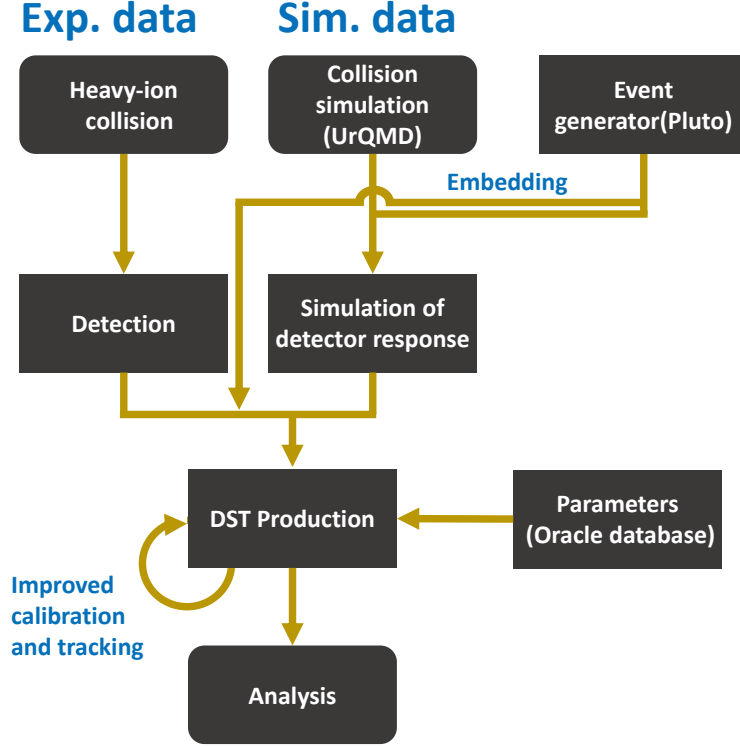 Exp. data
Sim. data
Heavy-ion
collision
Collision
simulation
(UrQMD)
Event
generator(Pluto)
Embedding
Detection
Simulation of
detector response
DST Production
Parameters
(Oracle database)
Improved
calibration
and tracking
Analysis